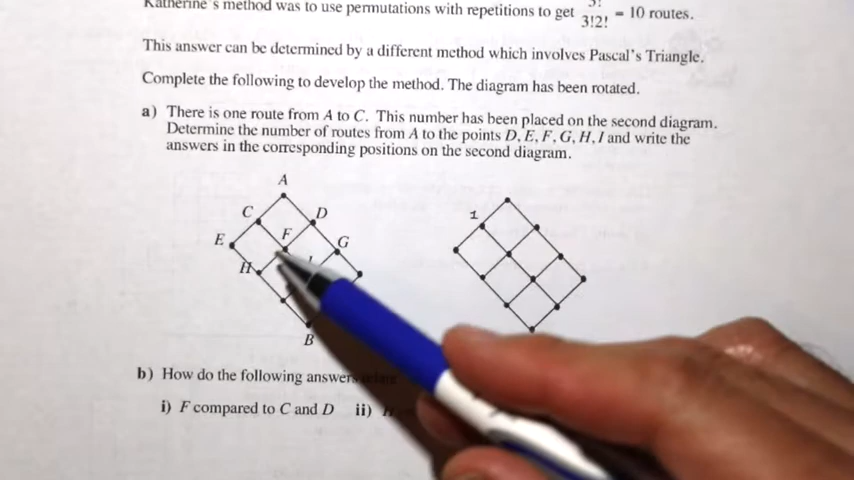 Katherine's method was to use permutations with repetitions to get 5!/3!2! = 10 routes.
This answer can be determined by a different method which involves Pascal's Triangle.
Complete the following to develop the method. The diagram has been rotated.
a) There is one route from A to C. This number has been placed on the second diagram.
Determine the number of routes from A to the points D, E, F, G, H, I and write the
answers in the corresponding positions on the second diagram.
A
C D 1
E F G
H
B
b) How do the following answers
i) F compared to C and D ii) H